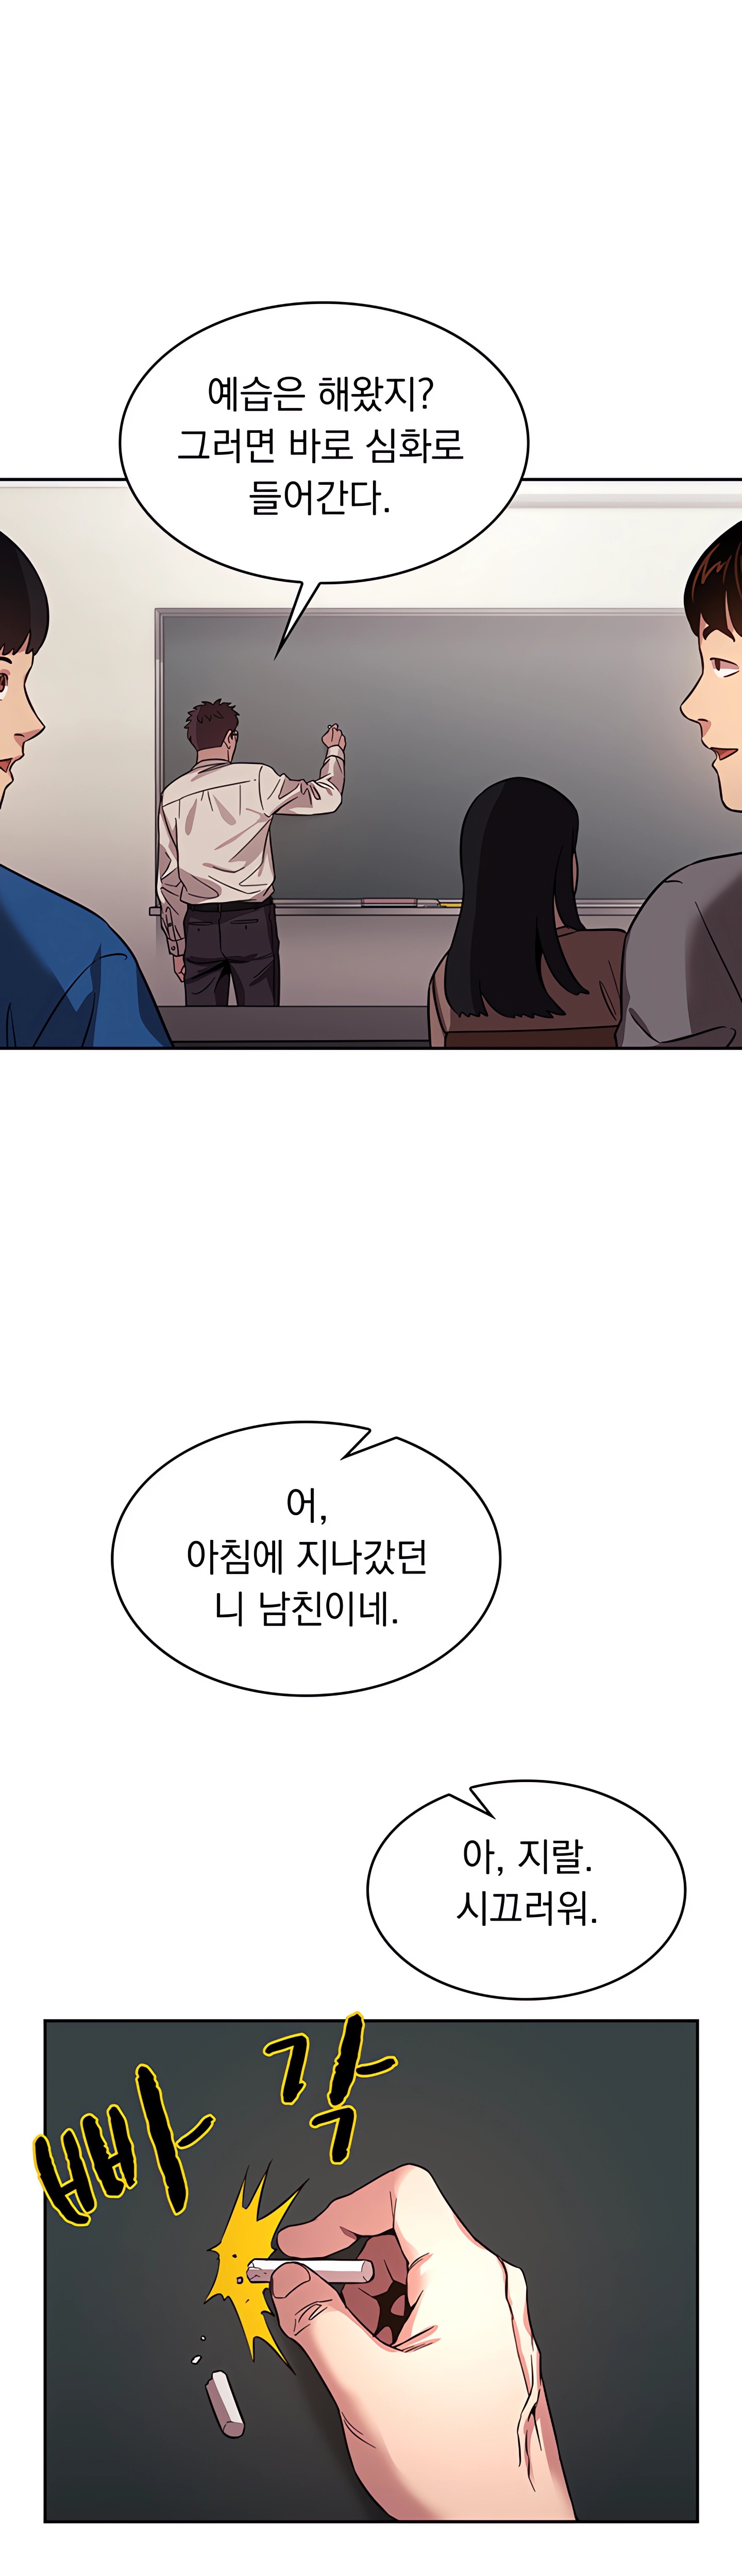 예습은 해왔지?
그러면 바로 심화로
들어간다.
어,
아침에 지나갔던
니 남친이네.
아, 지랄.
시끄러워.
빠각